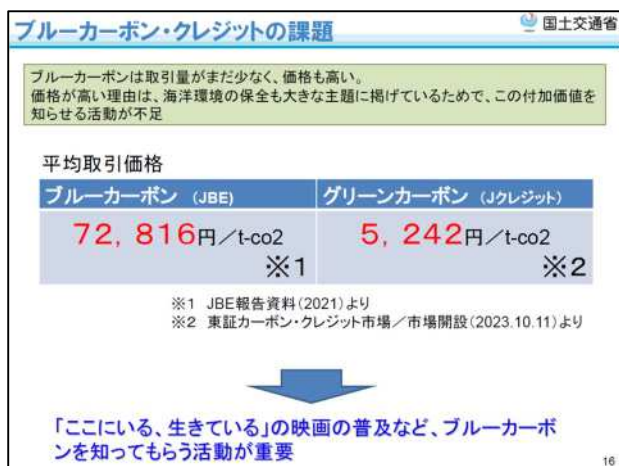 ブルーカーボン・クレジットの課題
国土交通省
ブルーカーボンは取引量がまだ少なく、価格も高い。
価格が高い理由は、海洋環境の保全も大きな主題に掲げているためで、この付加価値を
知らせる活動が不足
平均取引価格
ブルーカーボン (JBE)
グリーンカーボン (Jクレジット)
72, 816円/t-co2
※1
5, 242円/t-co2
※2
※1 JBE報告資料(2021)より
※2 東証カーボン・クレジット市場/市場開設(2023.10.11)より
「ここにいる、生きている」の映画の普及など、ブルーカーボ
ンを知ってもらう活動が重要
16